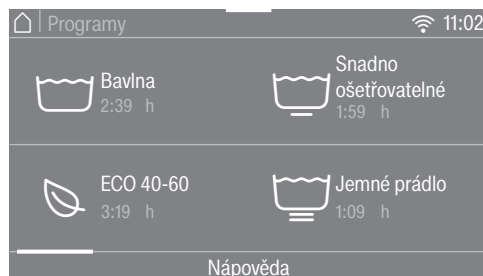 Programy
11:02
Bavlna
2:39 h
Snadno
ošetřovatelné
1:59 h
ECO 40-60
3:19 h
Jemné prádlo
1:09 h
Nápověda